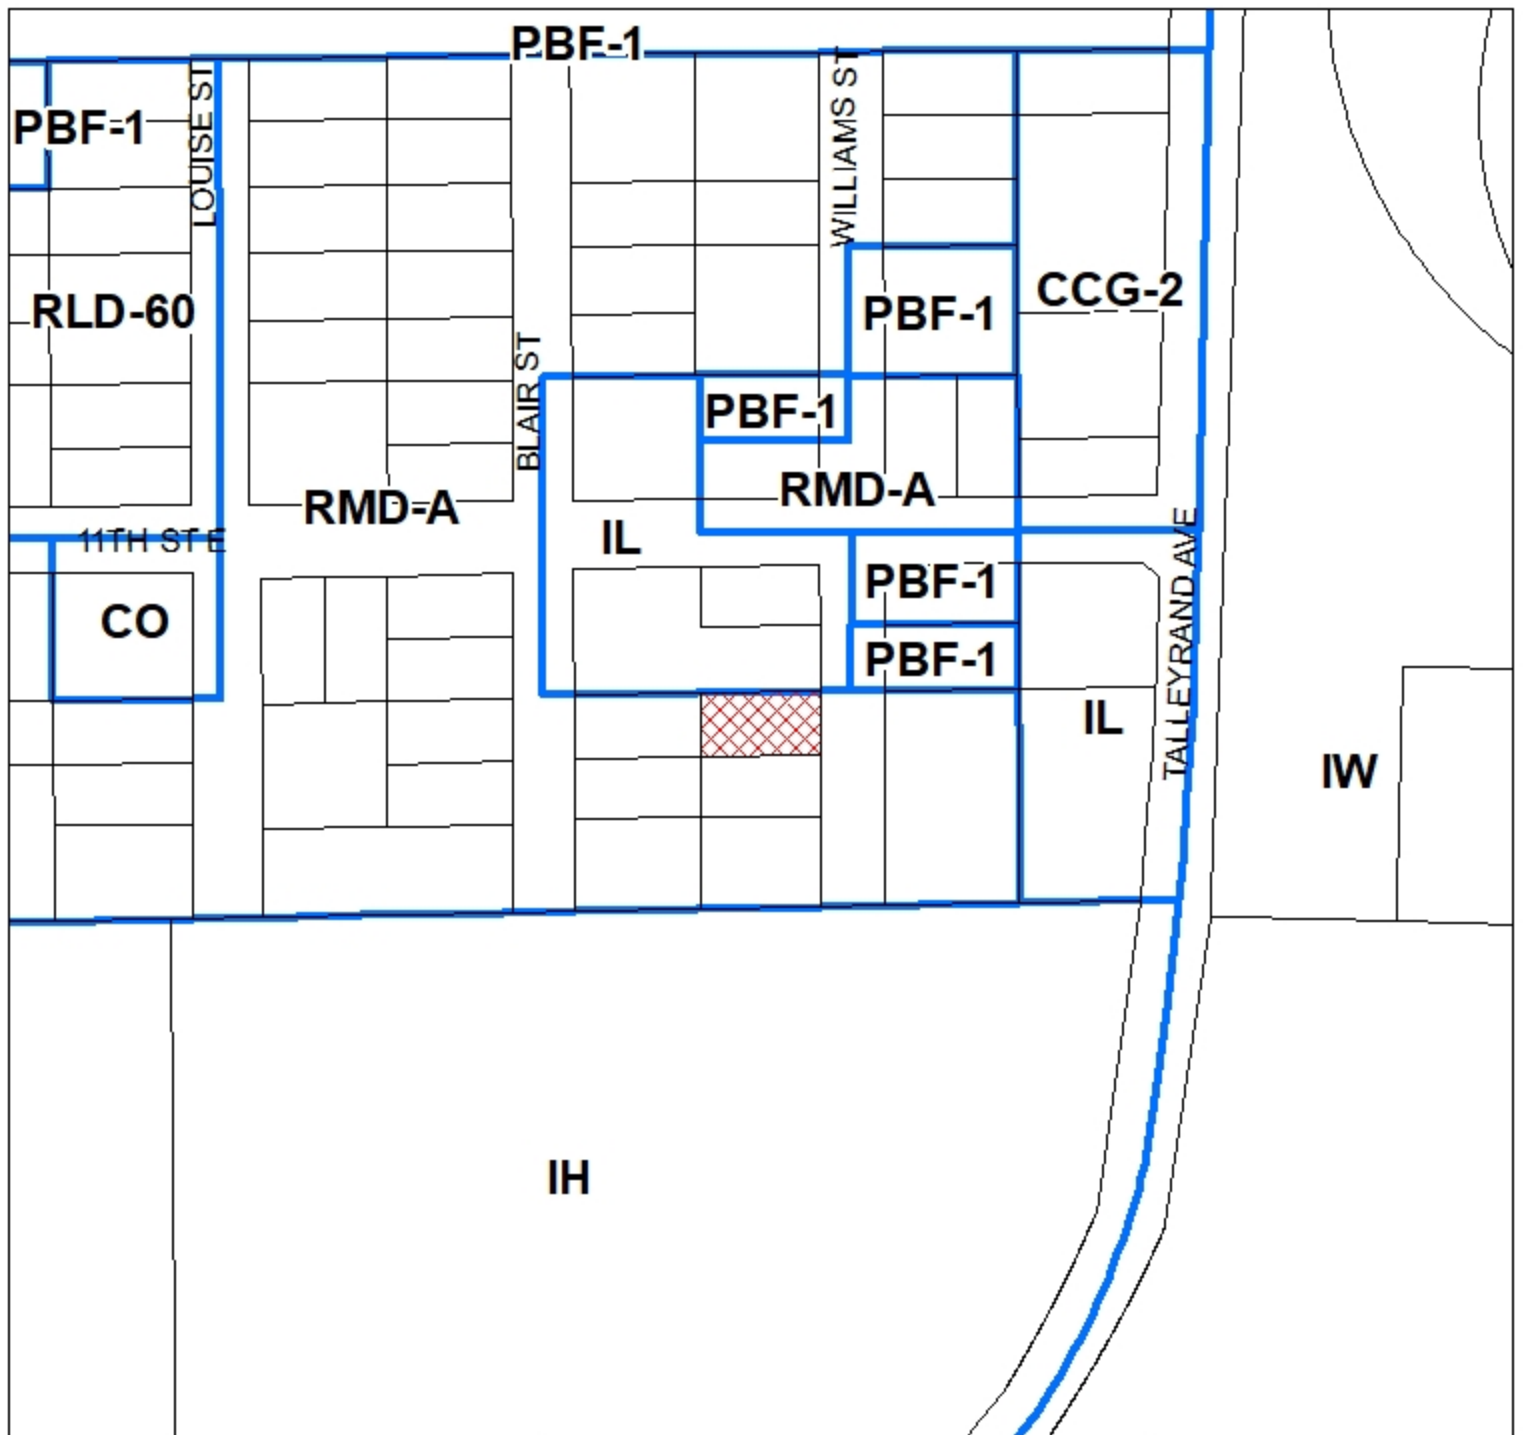 PBF-1
PBF-1
LOUISE ST
WILLIAMS ST
RLD-60
PBF-1
CCG-2
BLAIR ST
PBF-1
RMD-A
RMD-A
11TH ST E
IL
PBF-1
CO
PBF-1
TALLEYRAND AVE
IL
IW
IH